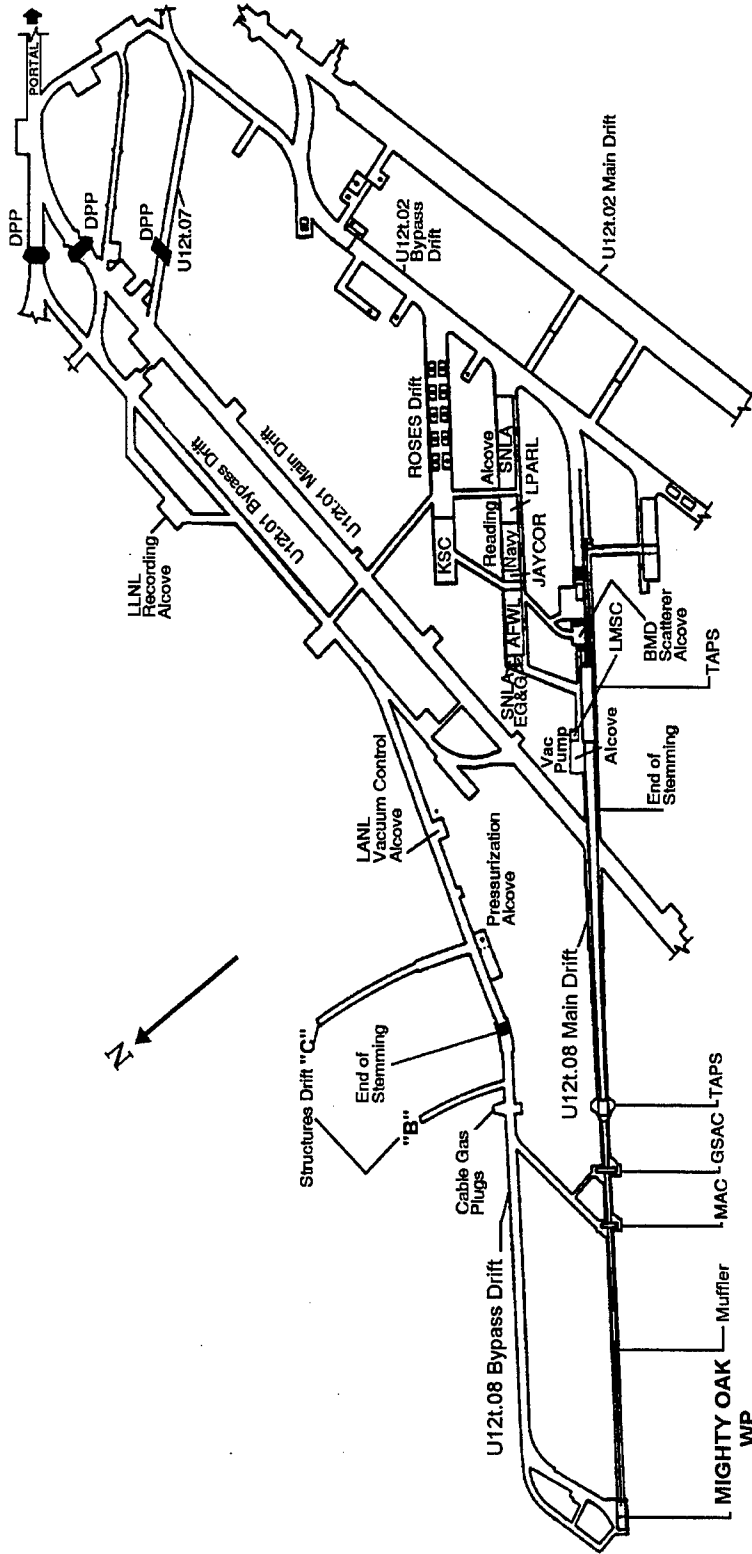 PORTAL
DPP
DPP
DPP
U12t.07
U12t.02
Bypass
Drift
U12t.02 Main Drift
LLNL
Recording
Alcove
U12t.01 Bypass Drift
U12t.01 Main Drift
ROSES Drift
KSC
Reading
Alcove
Navy
SNLA
LPARL
JAYCOR
AFWL
SNLA
EG&G
LMSC
BMD
Scatterer
Alcove
TAPS
Vac
Pump
Alcove
End of
Stemming
LANL
Vacuum Control
Alcove
Pressurization
Alcove
N
Structures Drift "C"
"B"
End of
Stemming
Cable Gas
Plugs
U12t.08 Main Drift
U12t.08 Bypass Drift
TAPS
GSAC
MAC
Muffler
MIGHTY OAK
WP